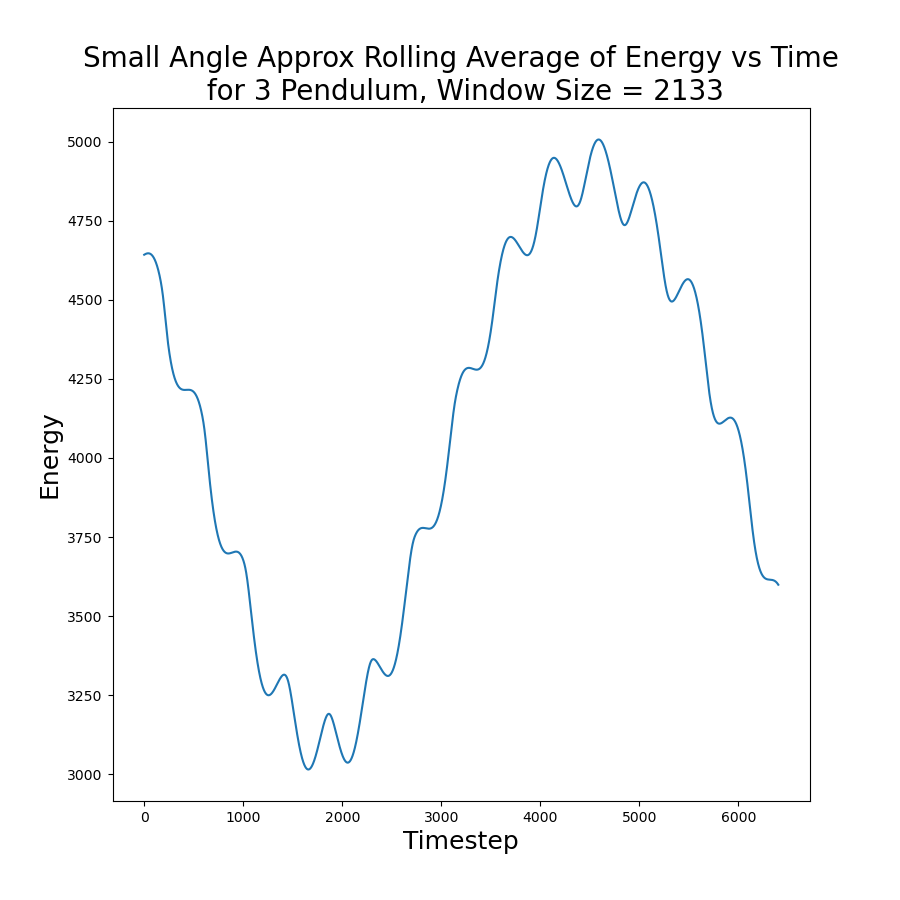 Small Angle Approx Rolling Average of Energy vs Time
for 3 Pendulum, Window Size = 2133
5000
4750
4500
4250
4000
3750
3500
3250
3000
Energy
0 1000 2000 3000 4000 5000 6000
Timestep